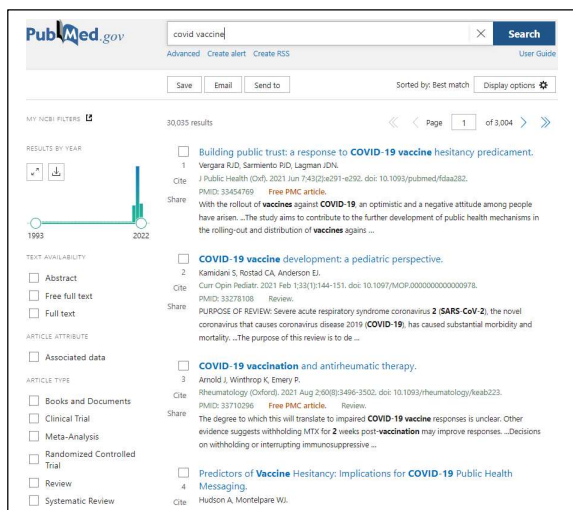 PubMed.gov
covid vaccine
Search
Advanced Create alert Create RSS
User Guide
Save Email Send to
Sorted by: Best match Display options
MY NCBI FILTERS
30,035 results
Page 1 of 3,004
RESULTS BY YEAR
1993 2022
TEXT AVAILABILITY
Abstract
Free full text
Full text
ARTICLE ATTRIBUTE
Associated data
ARTICLE TYPE
Books and Documents
Clinical Trial
Meta-Analysis
Randomized Controlled
Trial
Review
Systematic Review
Building public trust: a response to COVID-19 vaccine hesitancy predicament.
1
Vergara RJD, Sarmiento PJD, Lagman JDN.
Cite
J Public Health (Oxf). 2021 Jun 7;43(2):e291-e292. doi: 10.1093/pubmed/fdaa282.
PMID: 33454769 Free PMC article.
Share
With the rollout of vaccines against COVID-19, an optimistic and a negative attitude among people
have arisen. ...The study aims to contribute to the further development of public health mechanisms in
the rolling-out and distribution of vaccines agains ...
COVID-19 vaccine development: a pediatric perspective.
2
Kamidani S, Rostad CA, Anderson EJ.
Cite
Curr Opin Pediatr. 2021 Feb 1;33(1):144-151. doi: 10.1097/MOP.0000000000000978.
PMID: 33278108 Review.
Share
PURPOSE OF REVIEW: Severe acute respiratory syndrome coronavirus 2 (SARS-CoV-2), the novel
coronavirus that causes coronavirus disease 2019 (COVID-19), has caused substantial morbidity and
mortality. ...The purpose of this review is to de ...
COVID-19 vaccination and antirheumatic therapy.
3
Arnold J, Winthrop K, Emery P.
Cite
Rheumatology (Oxford). 2021 Aug 2;60(8):3496-3502. doi: 10.1093/rheumatology/keab223.
PMID: 33710296 Free PMC article. Review.
Share
The degree to which this will translate to impaired COVID-19 vaccine responses is unclear. Other
evidence suggests withholding MTX for 2 weeks post-vaccination may improve responses. ...Decisions
on withholding or interrupting immunosuppressive ...
Predictors of Vaccine Hesitancy: Implications for COVID-19 Public Health
Messaging.
4
Cite
Hudson A, Montelpare WJ.